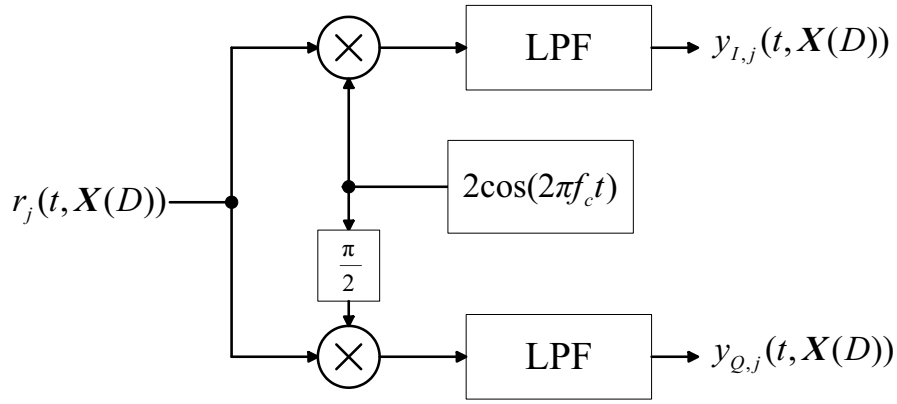 LPF
y_{I,j}(t, X(D))
2cos(2πf_c t)
r_j(t, X(D))
π/2
LPF
y_{Q,j}(t, X(D))